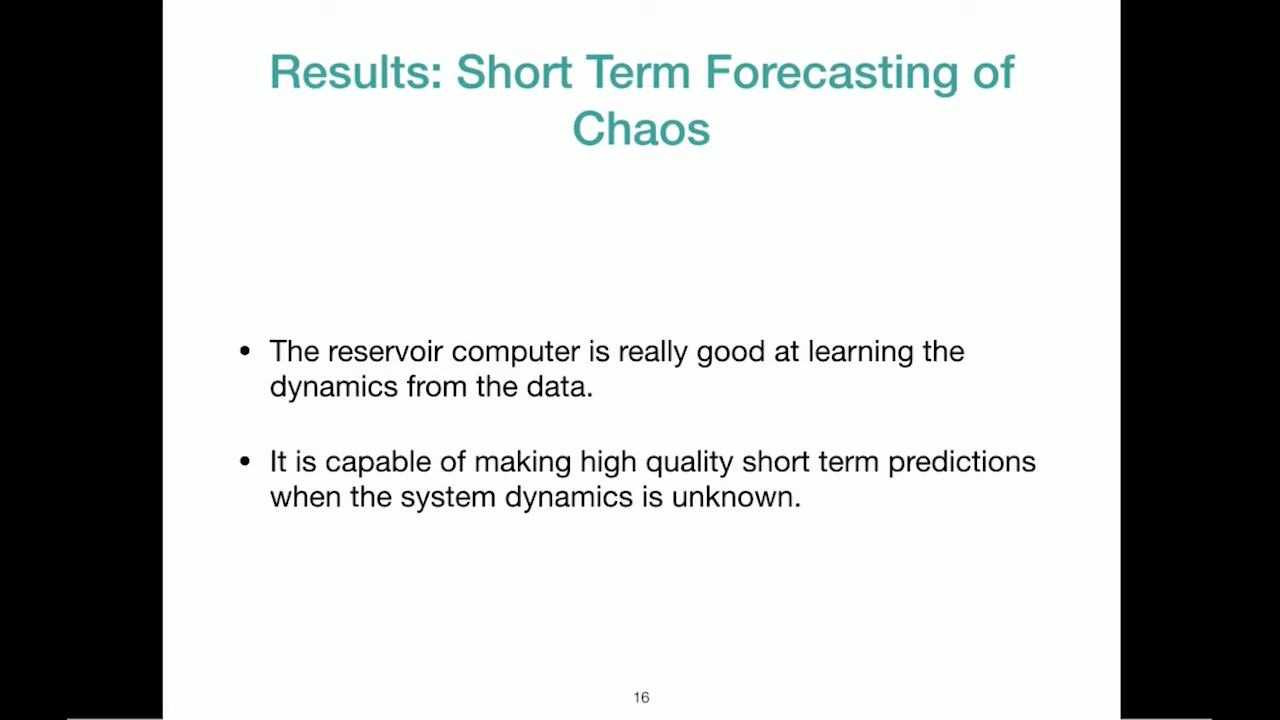 Results: Short Term Forecasting of
Chaos
• The reservoir computer is really good at learning the
dynamics from the data.
• It is capable of making high quality short term predictions
when the system dynamics is unknown.
16